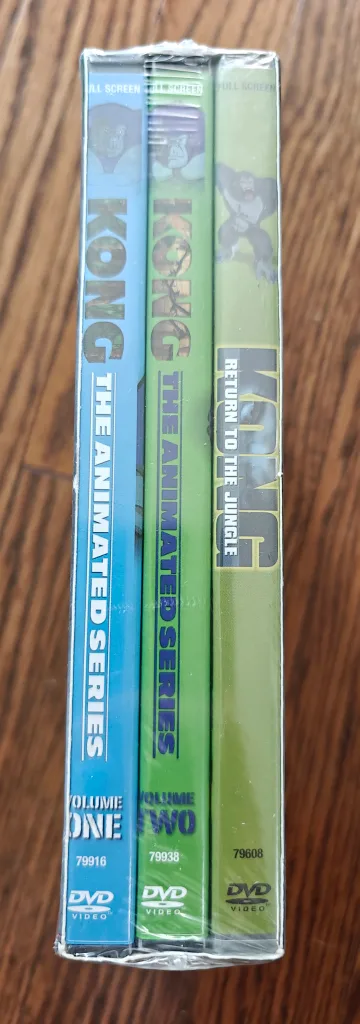 FULL SCREEN
KONG
THE ANIMATED SERIES
VOLUME
ONE
79916
DVD
VIDEO
FULL SCREEN
KONG
THE ANIMATED SERIES
VOLUME
TWO
79938
DVD
VIDEO
FULL SCREEN
KONG
RETURN TO THE JUNGLE
79608
DVD
VIDEO